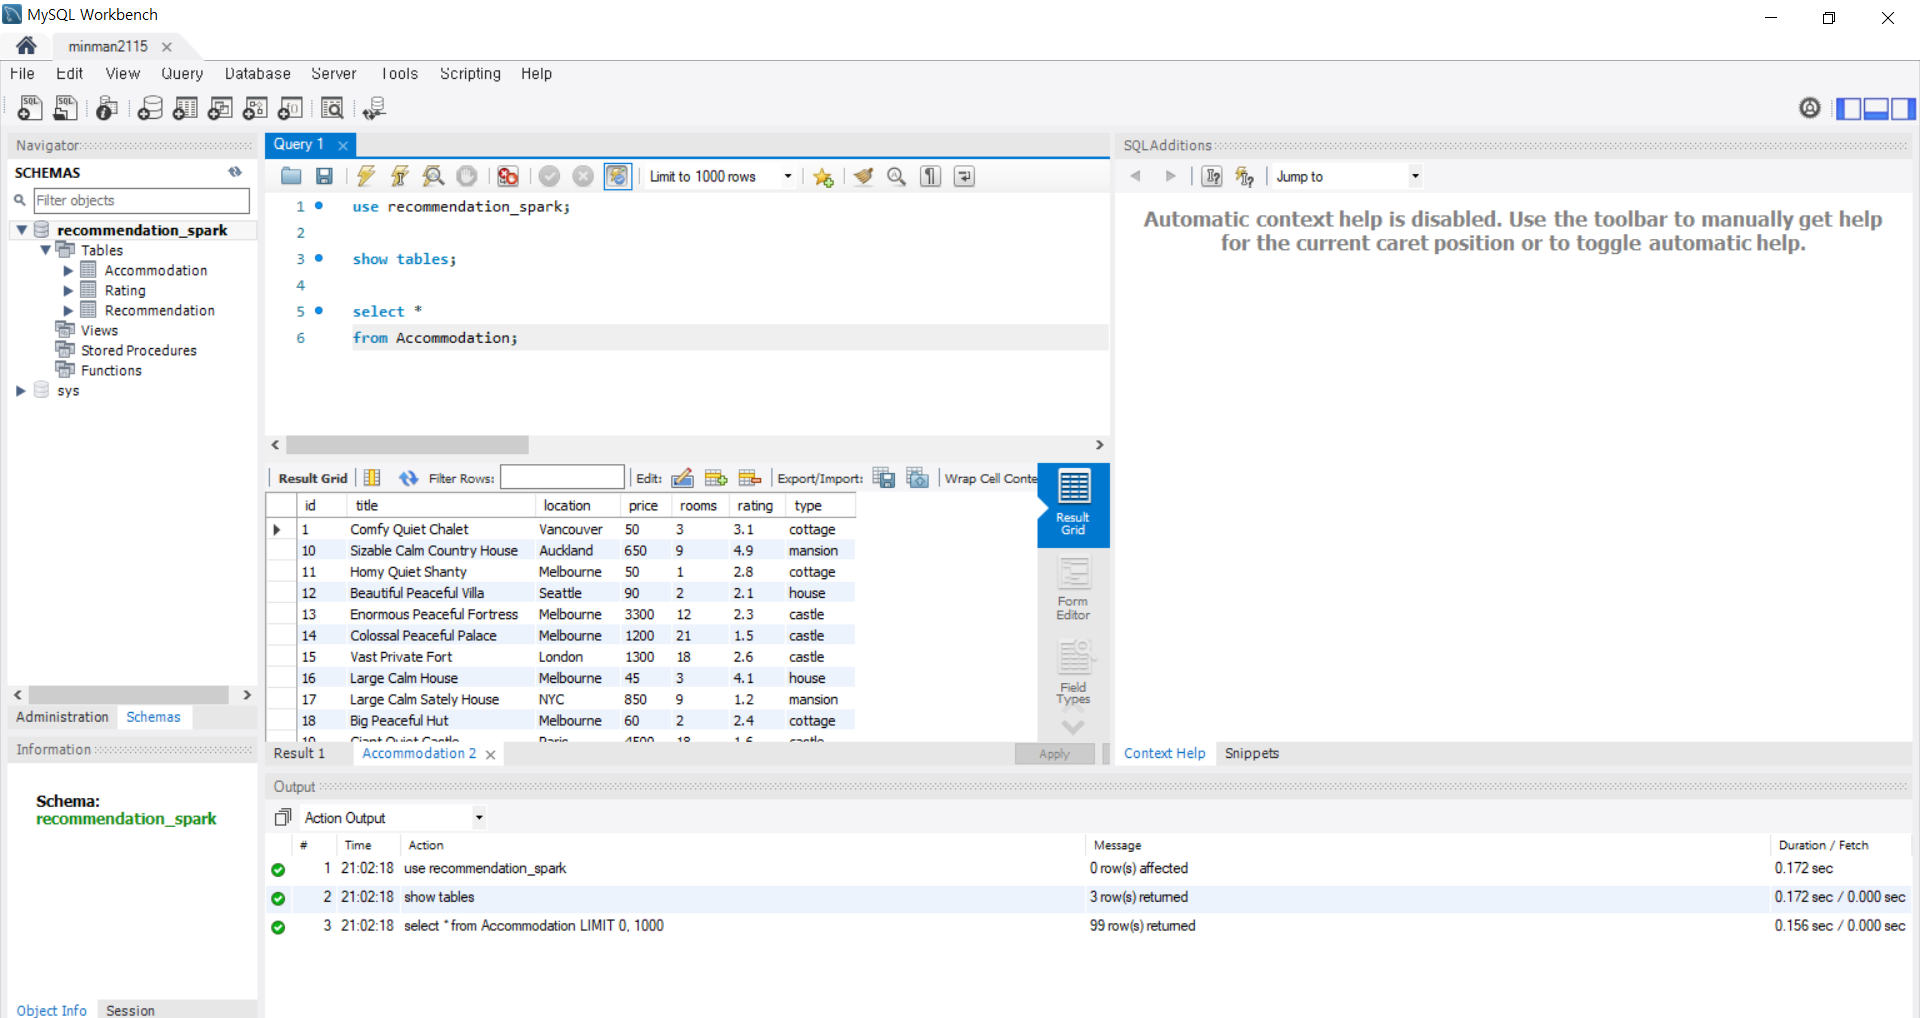 MySQL Workbench
minman2115
File Edit View Query Database Server Tools Scripting Help
Navigator
SCHEMAS
Filter objects
recommendation_spark
Tables
Accommodation
Rating
Recommendation
Views
Stored Procedures
Functions
sys
Administration Schemas
Information
Schema:
recommendation_spark
Object Info Session
Query 1
Limit to 1000 rows
1 use recommendation_spark;
2
3 show tables;
4
5 select *
6 from Accommodation;
Result Grid Filter Rows: Edit: Export/Import: Wrap Cell Conte
id title location price rooms rating type
1 Comfy Quiet Chalet Vancouver 50 3 3.1 cottage
10 Sizable Calm Country House Auckland 650 9 4.9 mansion
11 Homy Quiet Shanty Melbourne 50 1 2.8 cottage
12 Beautiful Peaceful Villa Seattle 90 2 2.1 house
13 Enormous Peaceful Fortress Melbourne 3300 12 2.3 castle
14 Colossal Peaceful Palace Melbourne 1200 21 1.5 castle
15 Vast Private Fort London 1300 18 2.6 castle
16 Large Calm House Melbourne 45 3 4.1 house
17 Large Calm Sately House NYC 850 9 1.2 mansion
18 Big Peaceful Hut Melbourne 60 2 2.4 cottage
19 Giant Quiet Castle Paris 4500 18 1.6 castle
Result
Grid
Form
Editor
Field
Types
Result 1 Accommodation 2 Apply
SQLAdditions
Jump to
Automatic context help is disabled. Use the toolbar to manually get help
for the current caret position or to toggle automatic help.
Context Help Snippets
Output
Action Output
# Time Action Message Duration / Fetch
1 21:02:18 use recommendation_spark 0 row(s) affected 0.172 sec
2 21:02:18 show tables 3 row(s) returned 0.172 sec / 0.000 sec
3 21:02:18 select * from Accommodation LIMIT 0, 1000 99 row(s) returned 0.156 sec / 0.000 sec